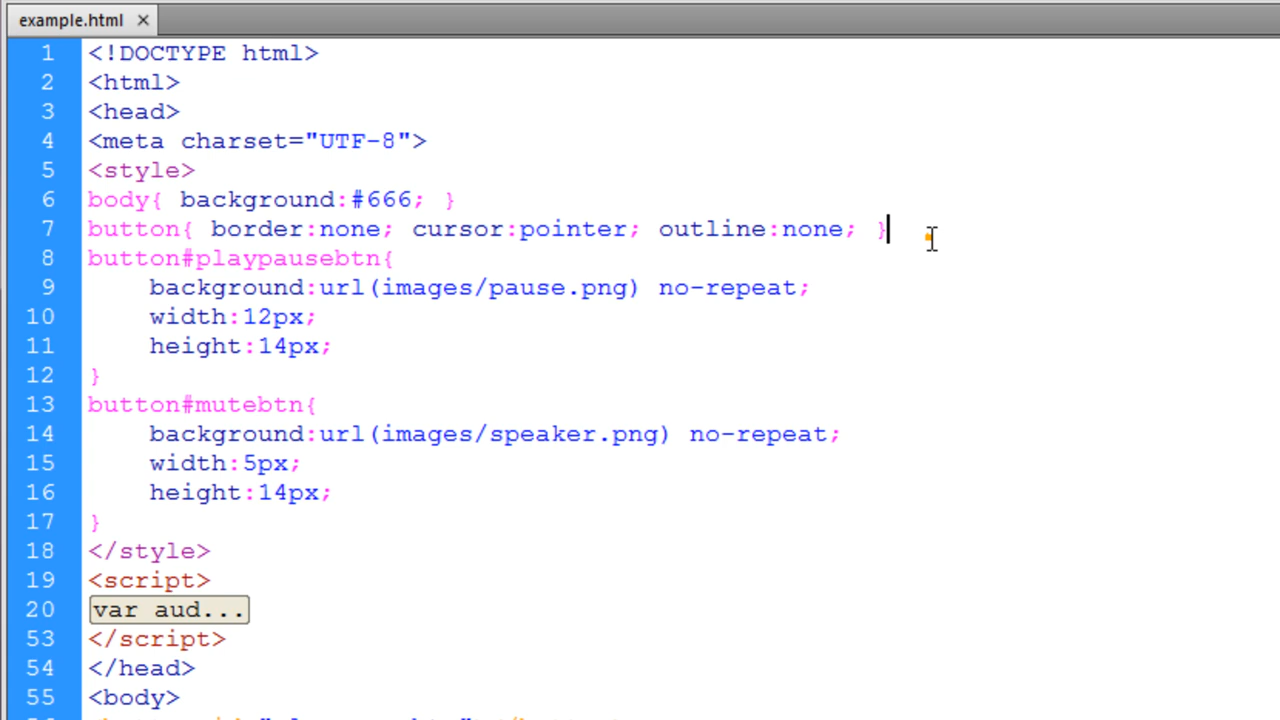 example.html ×
1 <!DOCTYPE html>
2 <html>
3 <head>
4 <meta charset="UTF-8">
5 <style>
6 body{ background:#666; }
7 button{ border:none; cursor:pointer; outline:none; }
8 button#playpausebtn{
9     background:url(images/pause.png) no-repeat;
10     width:12px;
11     height:14px;
12 }
13 button#mutebtn{
14     background:url(images/speaker.png) no-repeat;
15     width:5px;
16     height:14px;
17 }
18 </style>
19 <script>
20 var aud...
53 </script>
54 </head>
55 <body>